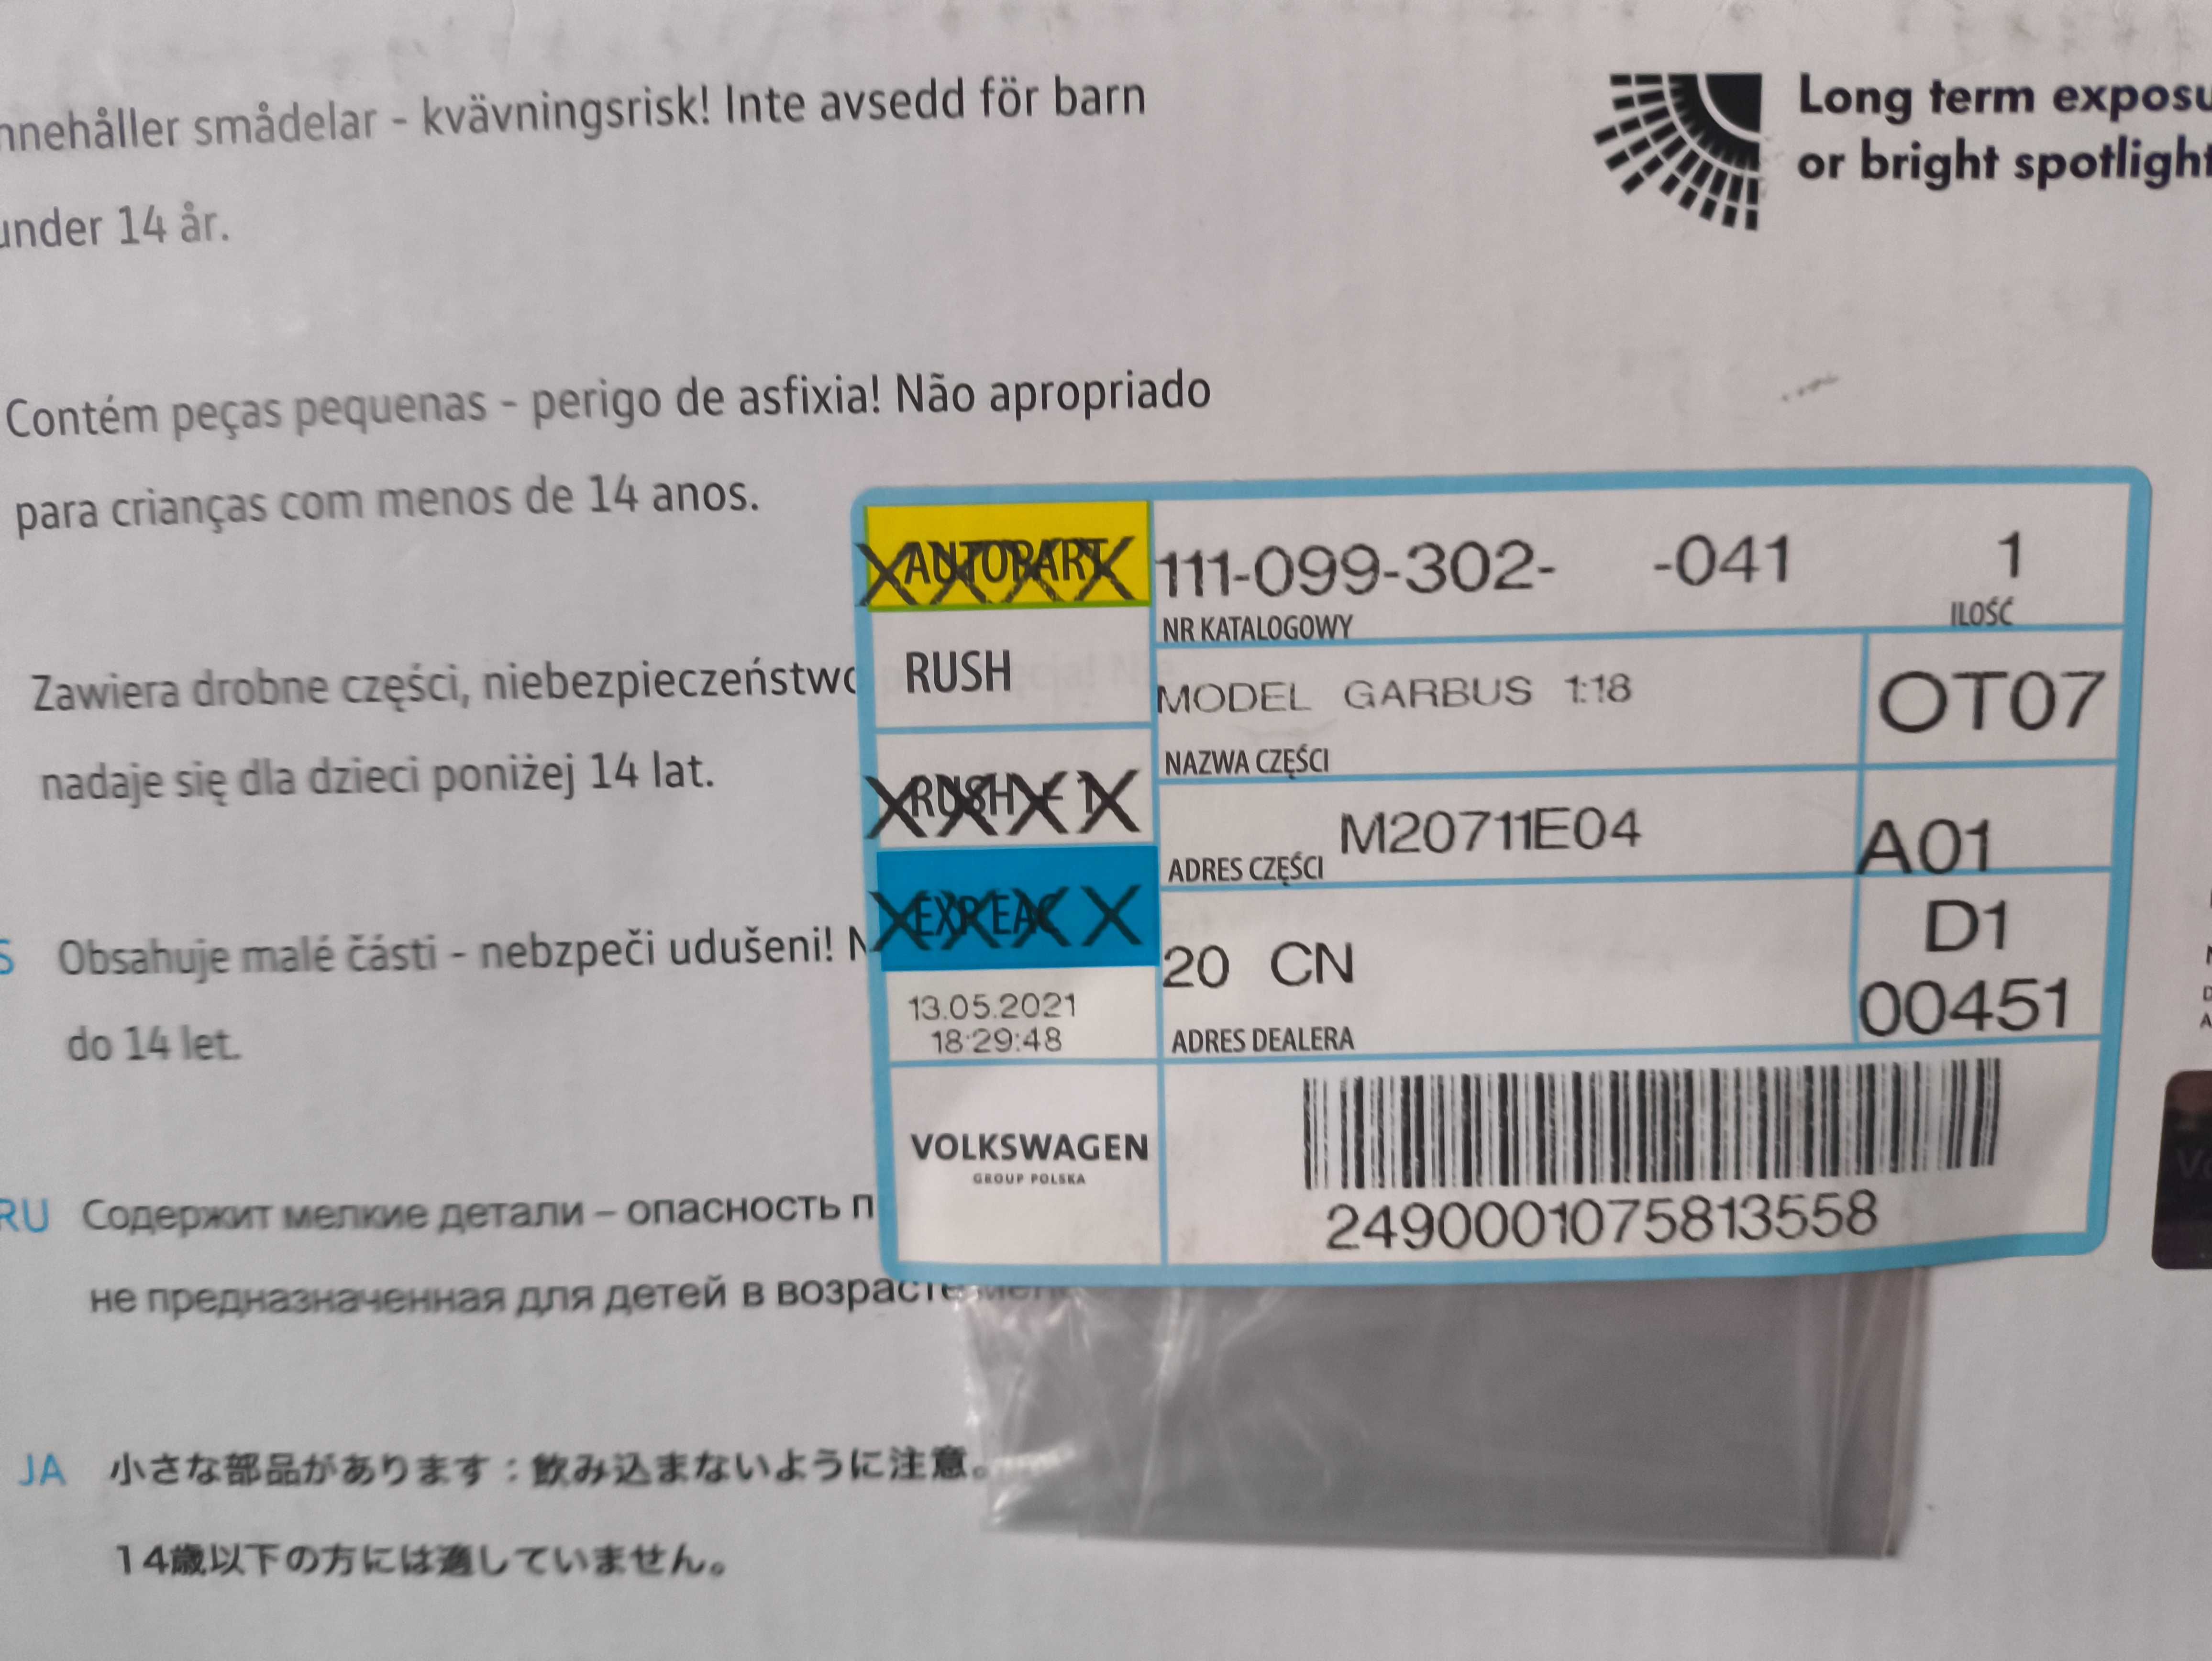 nnehåller smådelar - kvävningsrisk! Inte avsedd för barn
under 14 år.
Long term exposu
or bright spotlight
Contém peças pequenas - perigo de asfixia! Não apropriado
para crianças com menos de 14 anos.
Zawiera drobne części, niebezpieczeństwo
nadaje się dla dzieci poniżej 14 lat.
S Obsahuje malé části - nebzpeči udušeni! N
do 14 let.
RU Содержит мелкие детали – опасность п
не предназначенная для детей в возрасте
JA 小さな部品があります：飲み込まないように注意。
14歳以下の方には適していません。
AUTOPART
RUSH
RUSH + 1
EXREAC
13.05.2021
18:29:48
VOLKSWAGEN
GROUP POLSKA
111-099-302- -041 1
NR KATALOGOWY ILOŚĆ
MODEL GARBUS 1:18 OT07
NAZWA CZĘŚCI
M20711E04 A01
ADRES CZĘŚCI
D1
20 CN 00451
ADRES DEALERA
2490001075813558